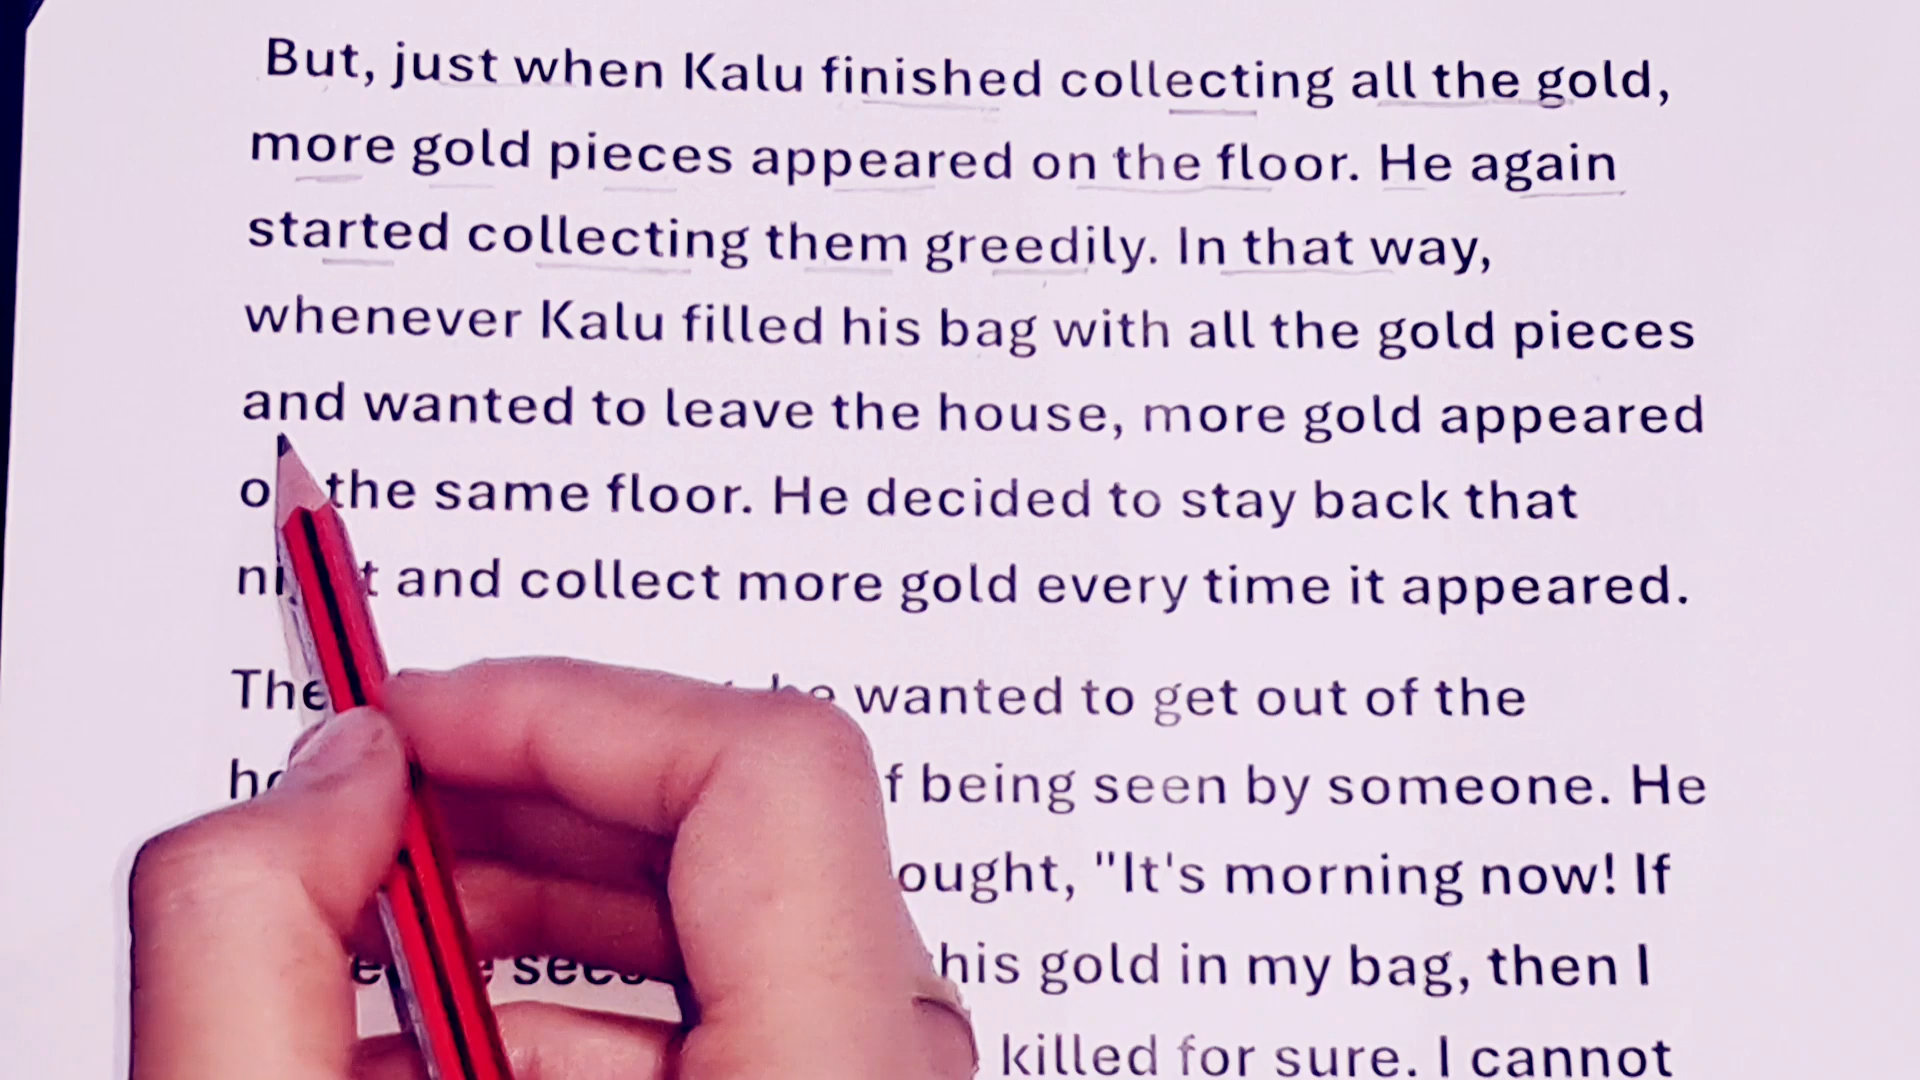 But, just when Kalu finished collecting all the gold,
more gold pieces appeared on the floor. He again
started collecting them greedily. In that way,
whenever Kalu filled his bag with all the gold pieces
and wanted to leave the house, more gold appeared
the same floor. He decided to stay back that
and collect more gold every time it appeared.
he wanted to get out of the
being seen by someone. He
"It's morning now! If
gold in my bag, then I
killed for sure. I cannot